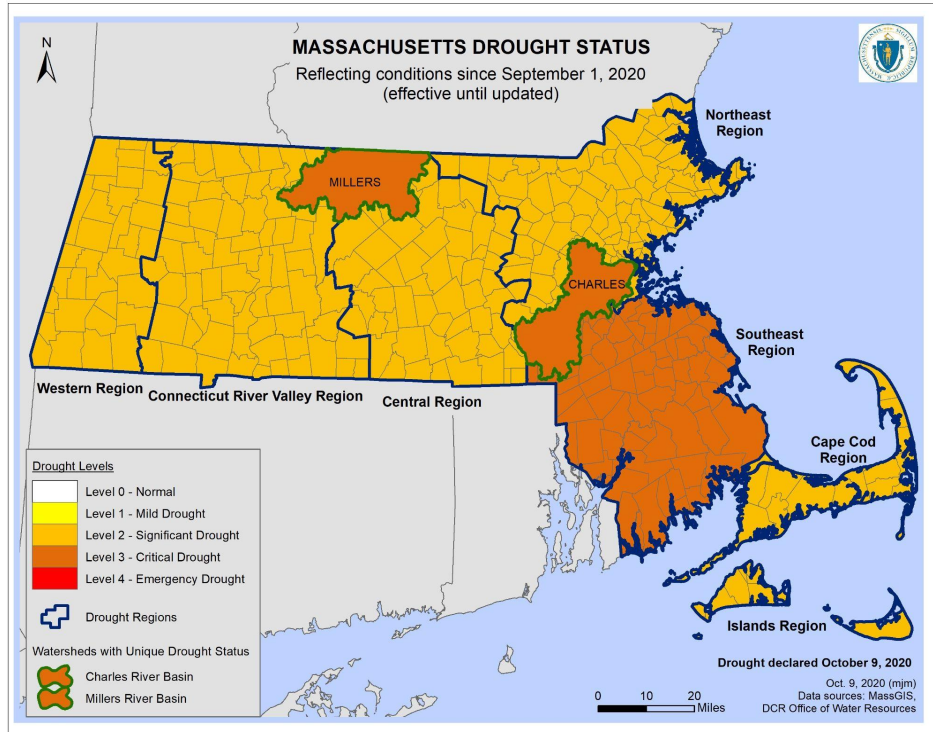 MASSACHUSETTS DROUGHT STATUS
Reflecting conditions since September 1, 2020
(effective until updated)
N
Northeast
Region
MILLERS
CHARLES
Southeast
Region
Western Region
Connecticut River Valley Region
Central Region
Cape Cod
Region
Islands Region
Drought Levels
Level 0 - Normal
Level 1 - Mild Drought
Level 2 - Significant Drought
Level 3 - Critical Drought
Level 4 - Emergency Drought
Drought Regions
Watersheds with Unique Drought Status
Charles River Basin
Millers River Basin
Drought declared October 9, 2020
Oct. 9, 2020 (mjm)
Data sources: MassGIS,
DCR Office of Water Resources
0 10 20
Miles